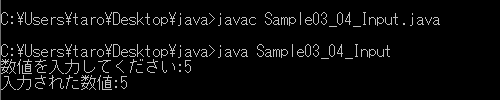 C:¥Users¥taro¥Desktop¥java>javac Sample03_04_Input.java
C:¥Users¥taro¥Desktop¥java>java Sample03_04_Input
数値を入力してください:5
入力された数値:5